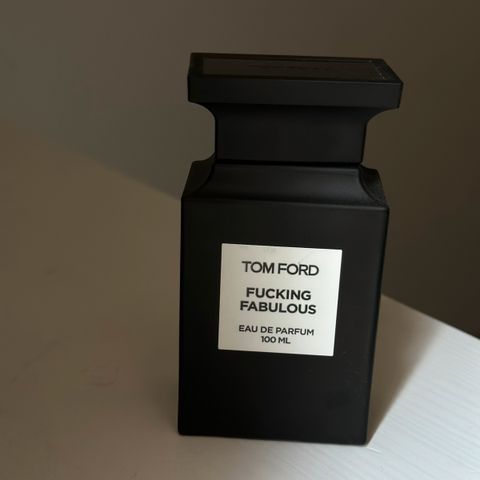 TOM FORD
FUCKING
FABULOUS
EAU DE PARFUM
100 ML